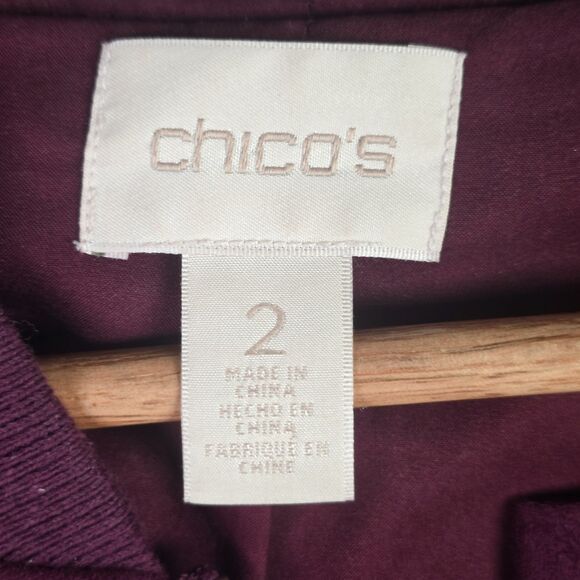 chico's
2
MADE IN
CHINA
HECHO EN
CHINA
FABRIQUÉ EN
CHINE